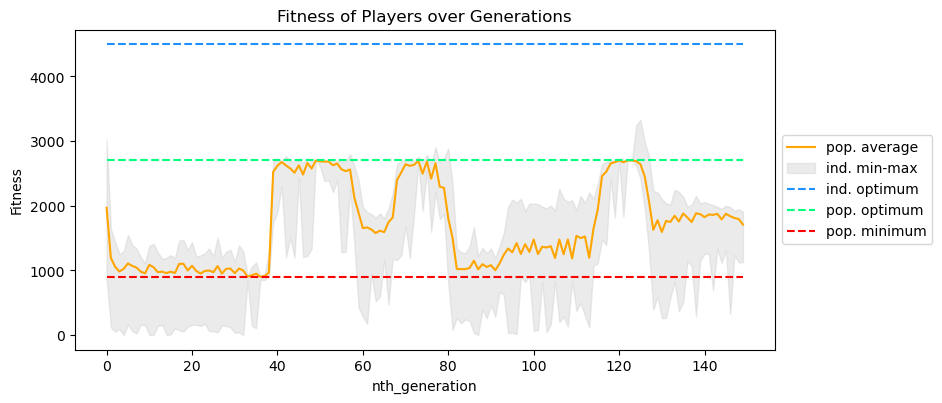 Fitness of Players over Generations
Fitness
4000
3000
2000
1000
0
0 20 40 60 80 100 120 140
nth_generation
pop. average
ind. min-max
ind. optimum
pop. optimum
pop. minimum